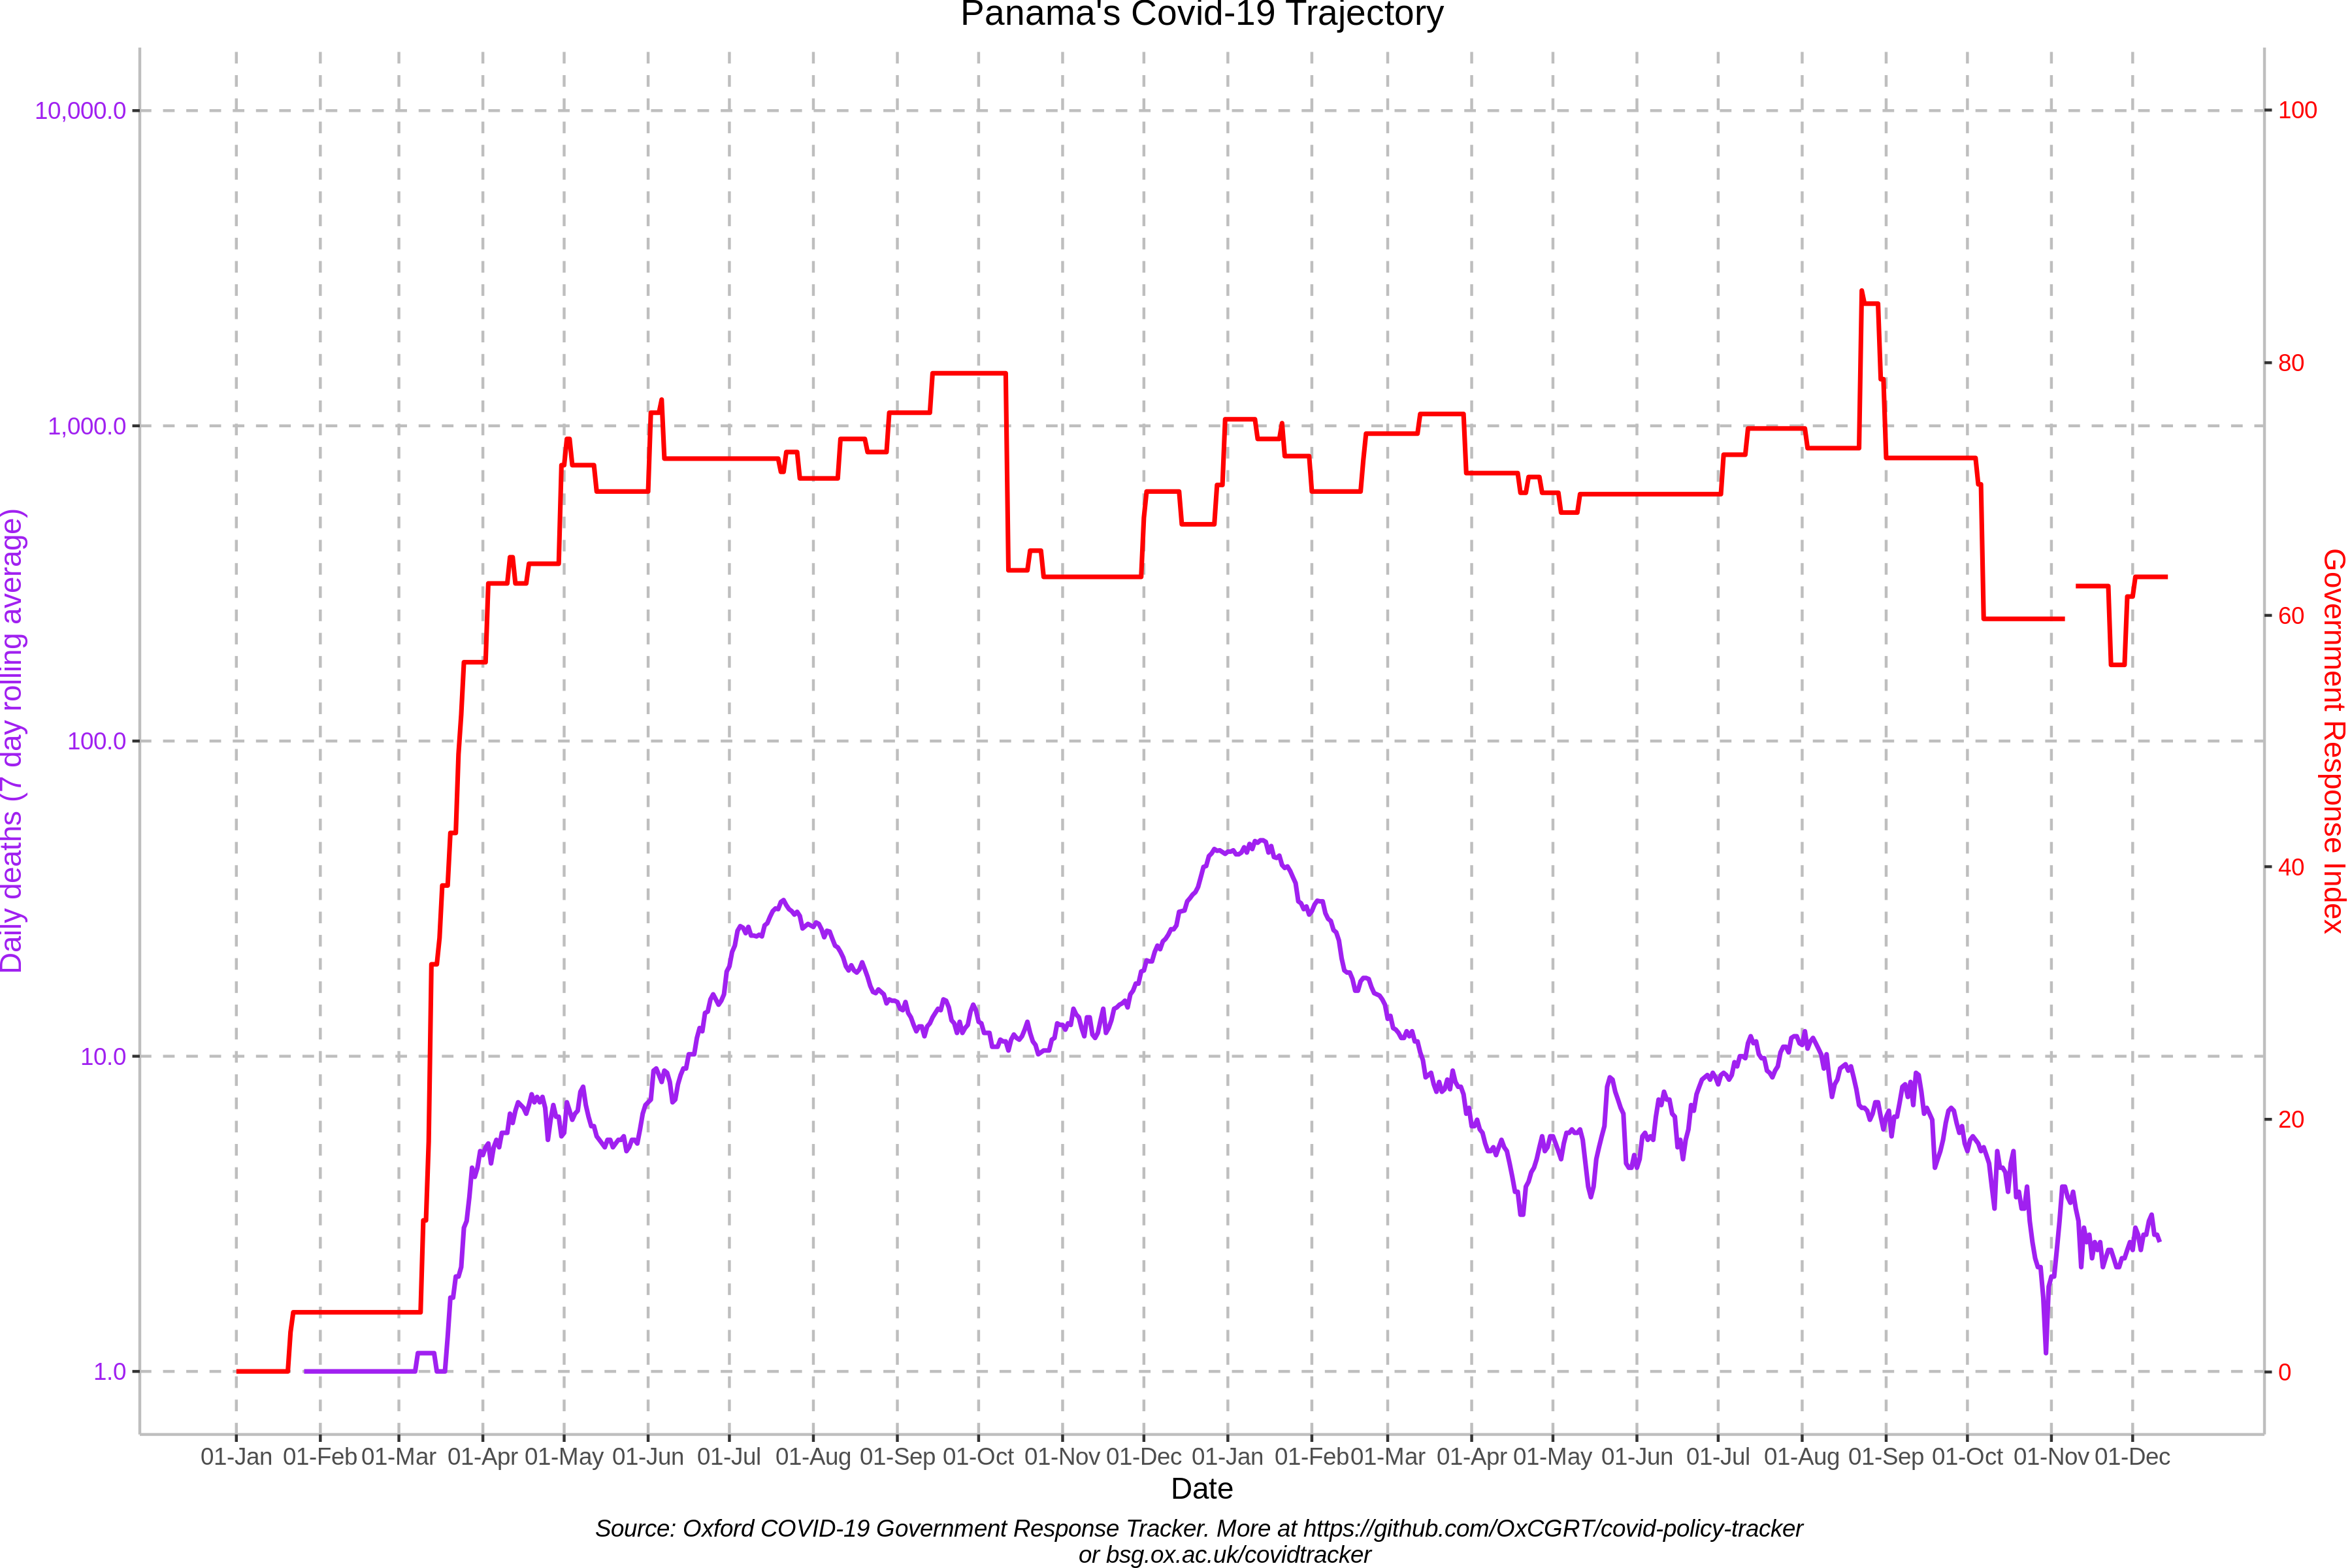 Panama's Covid-19 Trajectory
10,000.0
1,000.0
100.0
10.0
1.0
Daily deaths (7 day rolling average)
100
80
60
40
20
0
Government Response Index
01-Jan 01-Feb 01-Mar 01-Apr 01-May 01-Jun 01-Jul 01-Aug 01-Sep 01-Oct 01-Nov 01-Dec 01-Jan 01-Feb 01-Mar 01-Apr 01-May 01-Jun 01-Jul 01-Aug 01-Sep 01-Oct 01-Nov 01-Dec
Date
Source: Oxford COVID-19 Government Response Tracker. More at https://github.com/OxCGRT/covid-policy-tracker
or bsg.ox.ac.uk/covidtracker